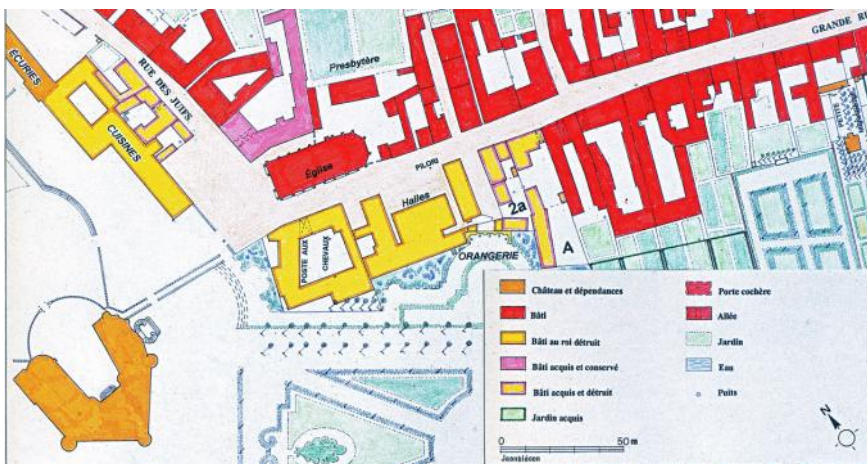 GRANDE
ÉCURIES
RUE DES JUIFS
Presbytère
CUISINES
Église
PILORI
Halles
2a
POSTE AUX
CHEVAUX
A
ORANGERIE
Château et dépendances
Bâti
Bâti au roi détruit
Bâti acquis et conservé
Bâti acquis et détruit
Jardin acquis
Porte cochère
Allée
Jardin
Eau
Puits
N
0
50 m